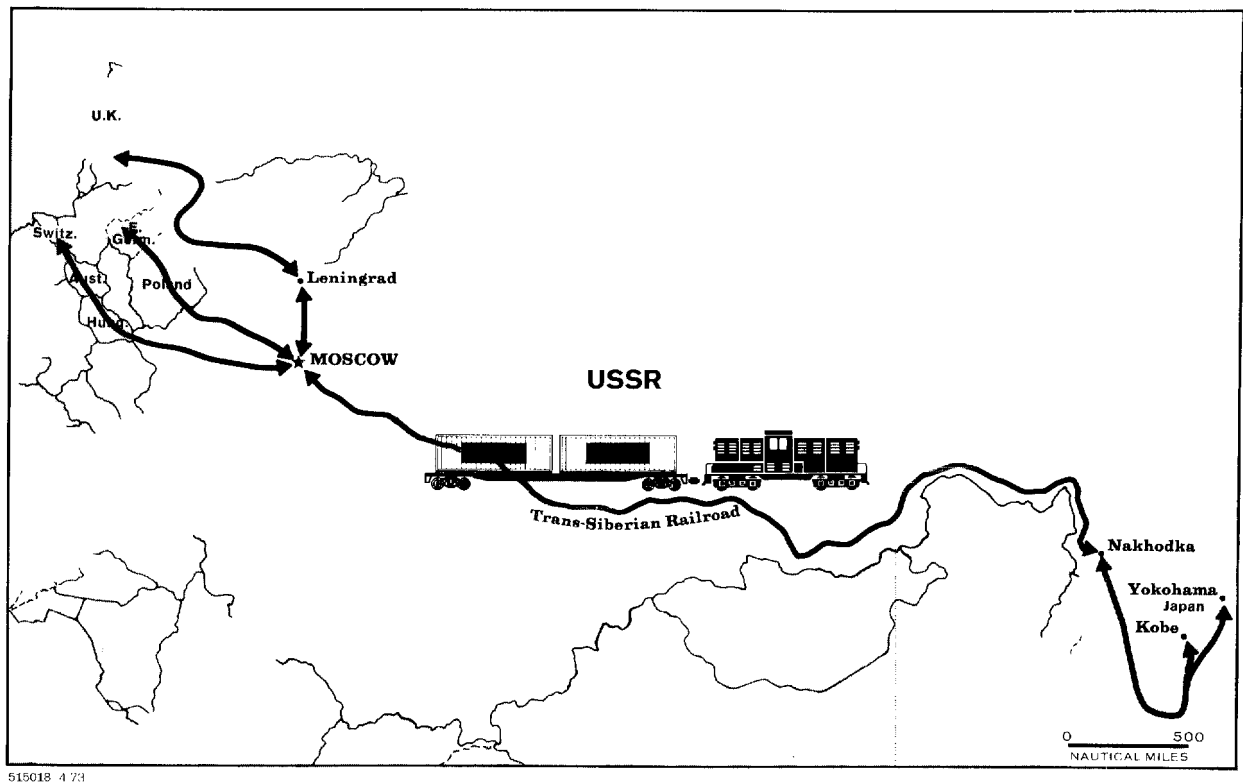 U.K.
Switz.
E.
Germ.
Aust.
Poland
Hung.
Leningrad
MOSCOW
USSR
Trans-Siberian Railroad
Nakhodka
Yokohama
Japan
Kobe
0 500
NAUTICAL MILES
515018 4 73